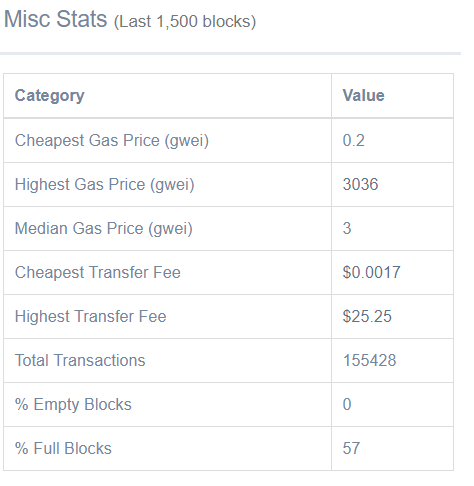 Misc Stats (Last 1,500 blocks)
Category Value
Cheapest Gas Price (gwei) 0.2
Highest Gas Price (gwei) 3036
Median Gas Price (gwei) 3
Cheapest Transfer Fee $0.0017
Highest Transfer Fee $25.25
Total Transactions 155428
% Empty Blocks 0
% Full Blocks 57